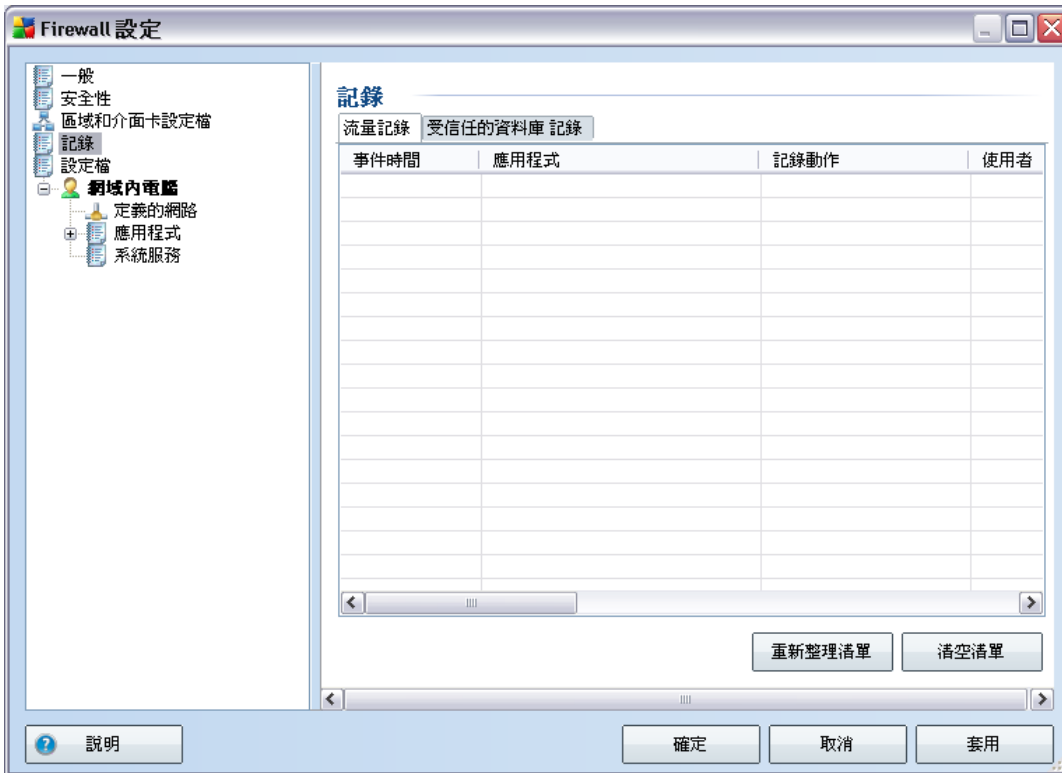 Firewall 設定
一般
安全性
區域和介面卡設定檔
記錄
設定檔
網域內電腦
定義的網路
應用程式
系統服務
記錄
流量記錄 受信任的資料庫 記錄
事件時間 應用程式 記錄動作 使用者
重新整理清單 清空清單
說明 確定 取消 套用